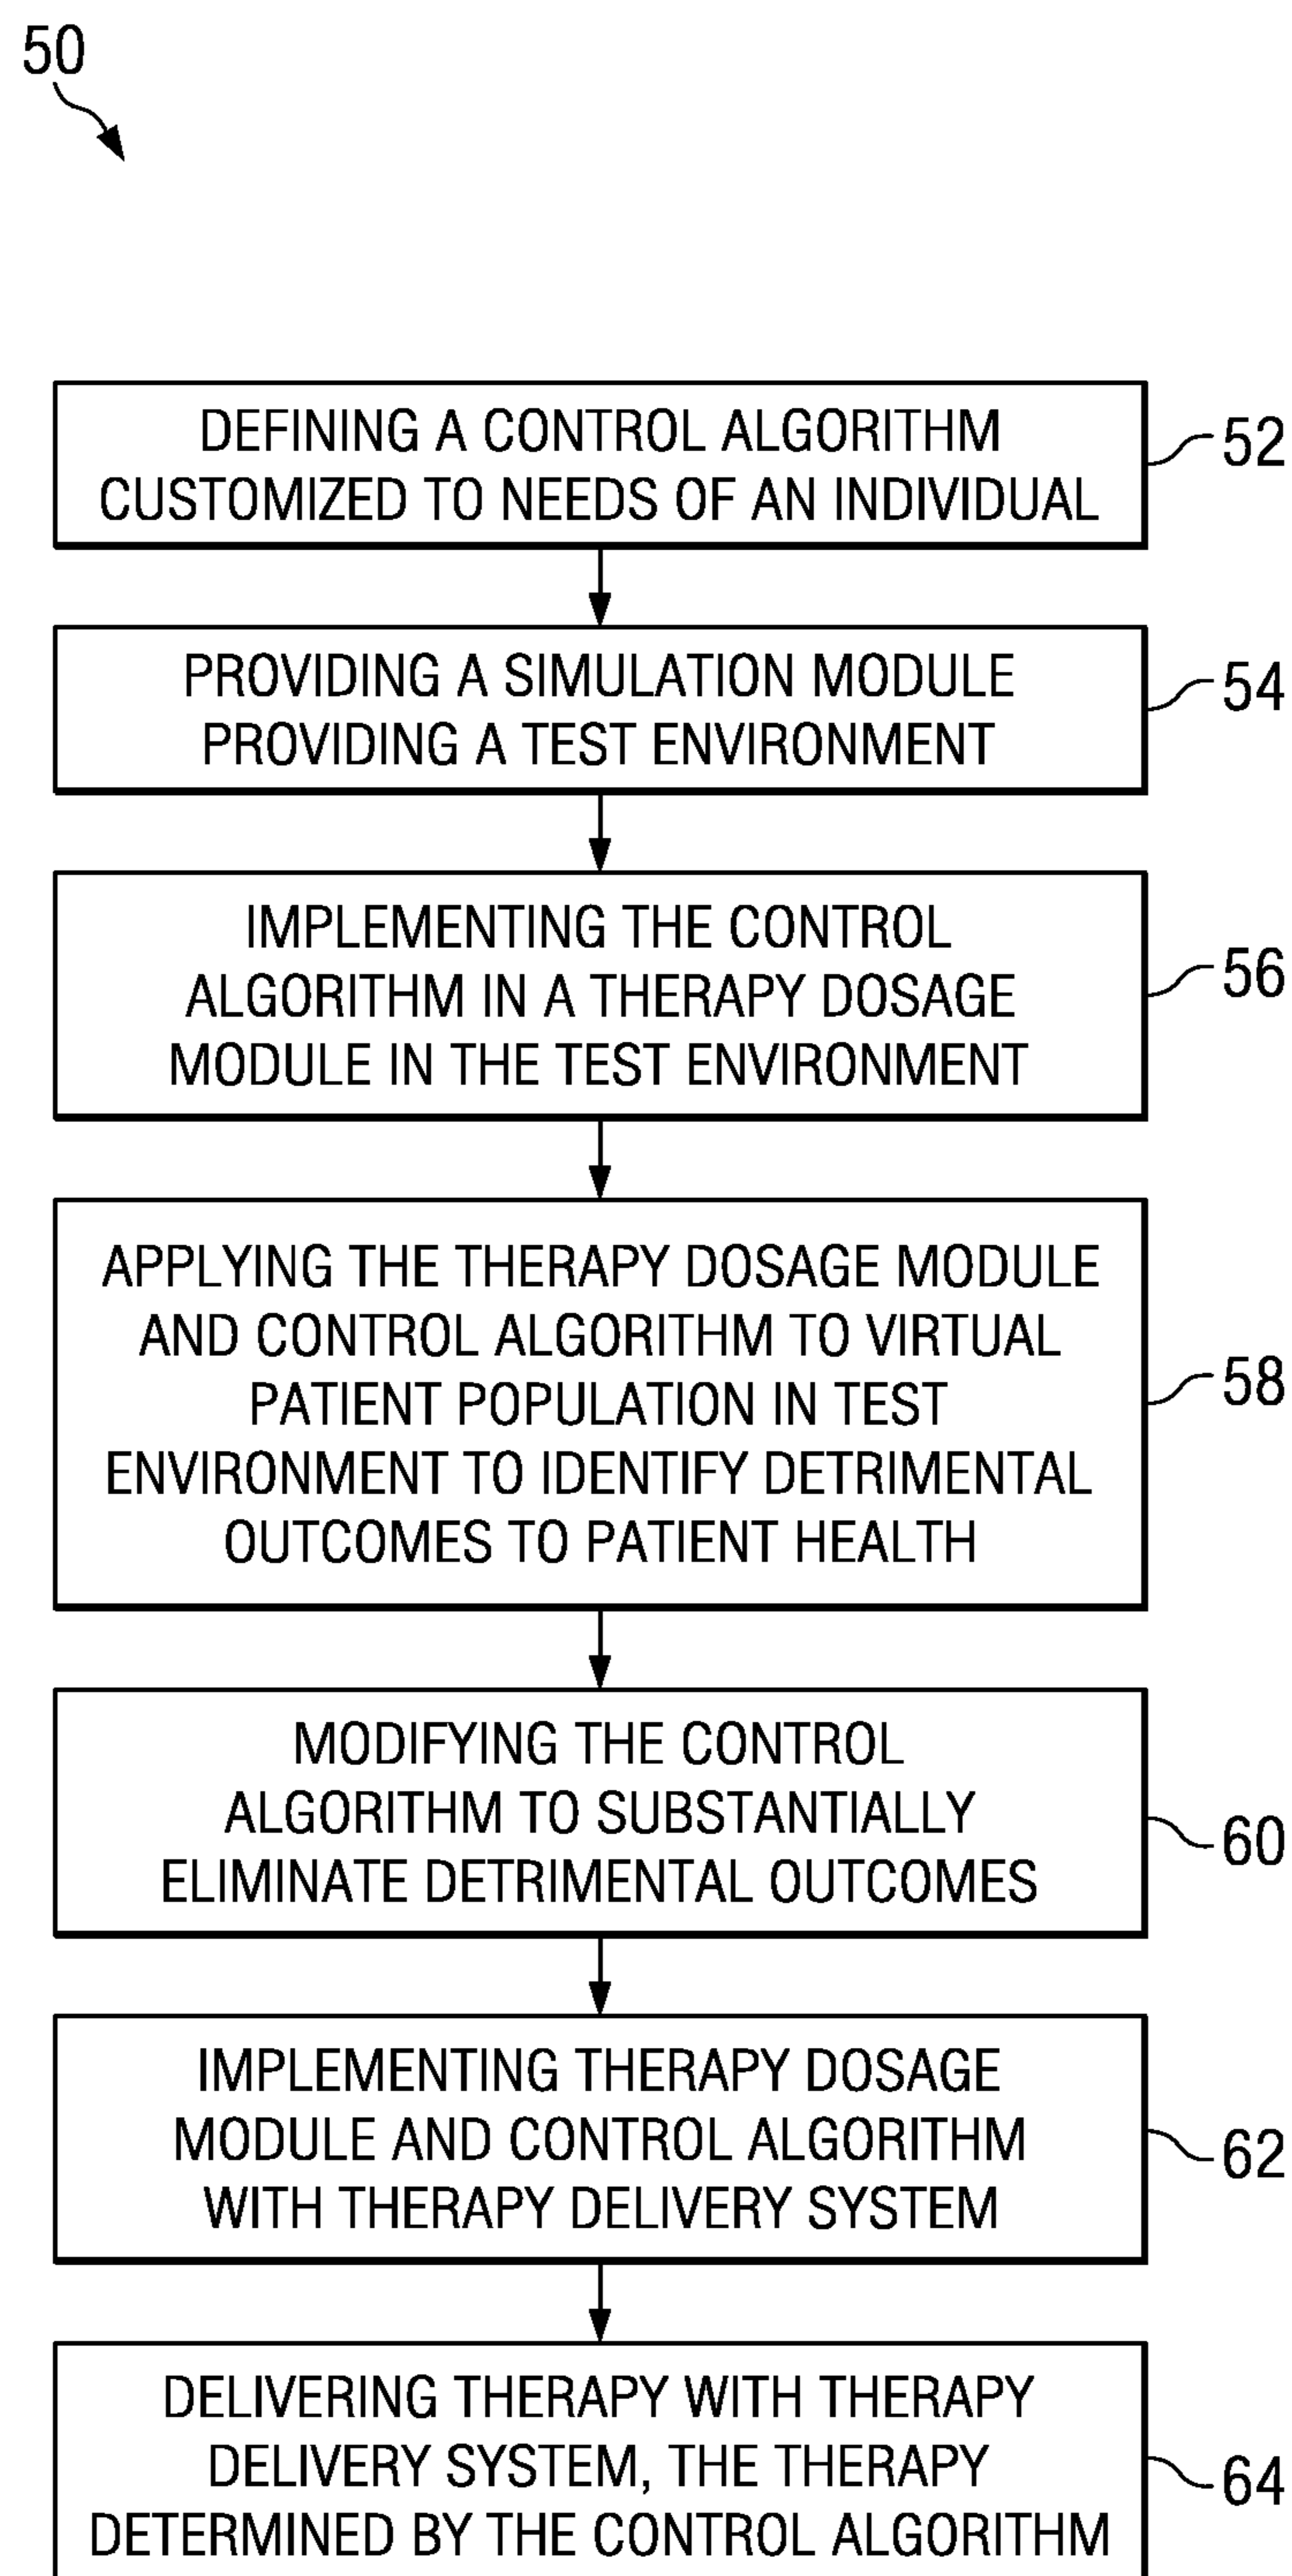 50
DEFINING A CONTROL ALGORITHM
CUSTOMIZED TO NEEDS OF AN INDIVIDUAL
52
PROVIDING A SIMULATION MODULE
PROVIDING A TEST ENVIRONMENT
54
IMPLEMENTING THE CONTROL
ALGORITHM IN A THERAPY DOSAGE
MODULE IN THE TEST ENVIRONMENT
56
APPLYING THE THERAPY DOSAGE MODULE
AND CONTROL ALGORITHM TO VIRTUAL
PATIENT POPULATION IN TEST
ENVIRONMENT TO IDENTIFY DETRIMENTAL
OUTCOMES TO PATIENT HEALTH
58
MODIFYING THE CONTROL
ALGORITHM TO SUBSTANTIALLY
ELIMINATE DETRIMENTAL OUTCOMES
60
IMPLEMENTING THERAPY DOSAGE
MODULE AND CONTROL ALGORITHM
WITH THERAPY DELIVERY SYSTEM
62
DELIVERING THERAPY WITH THERAPY
DELIVERY SYSTEM, THE THERAPY
DETERMINED BY THE CONTROL ALGORITHM
64